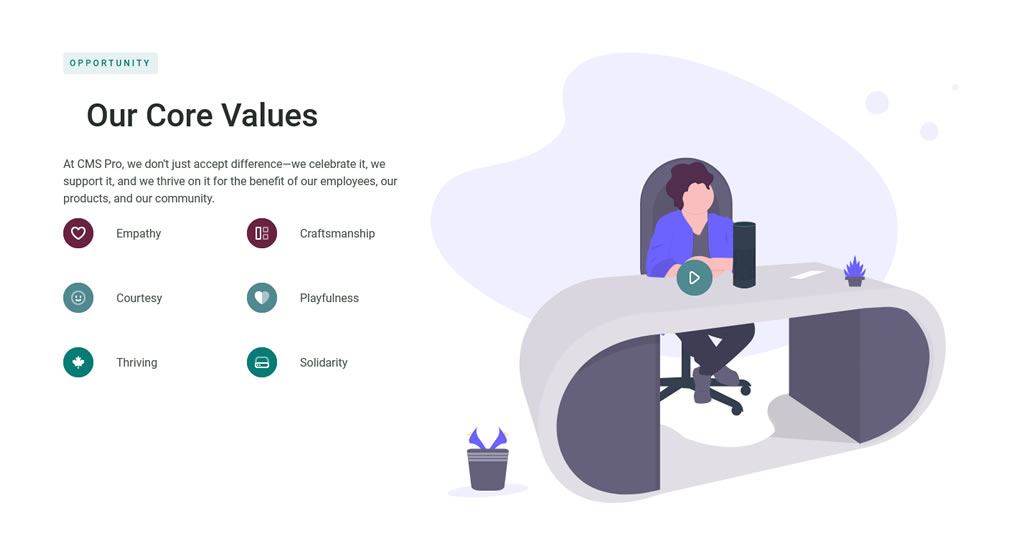 OPPORTUNITY
Our Core Values
At CMS Pro, we don't just accept difference—we celebrate it, we
support it, and we thrive on it for the benefit of our employees, our
products, and our community.
Empathy
Craftsmanship
Courtesy
Playfulness
Thriving
Solidarity